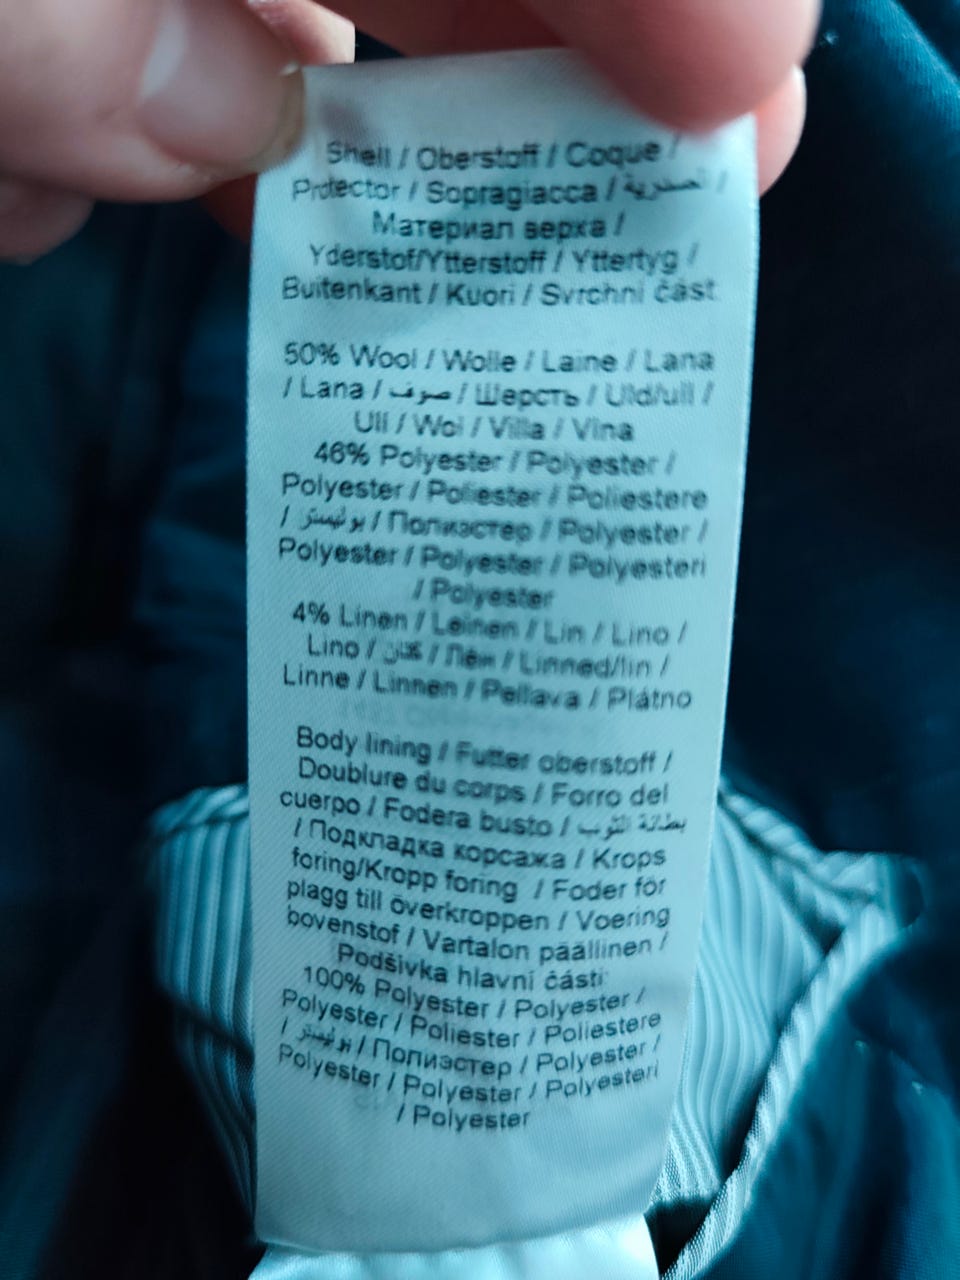 Shell / Oberstoff / Coque /
Protector / Sopragiacca / الصدرية /
Материал верха /
Yderstof/Ytterstoff / Yttertyg /
Buitenkant / Kuori / Svrchní část
50% Wool / Wolle / Laine / Lana
/ Lana / صوف / Шерсть / Uld/ull /
Ull / Wol / Villa / Vlna
46% Polyester / Polyester /
Polyester / Poliester / Poliestere
/ بوليستر / Полиэстер / Polyester /
Polyester / Polyester / Polyesteri
/ Polyester
4% Linen / Leinen / Lin / Lino /
Lino / كتان / Лён / Linned/lin /
Linne / Linnen / Pellava / Plátno
Body lining / Futter oberstoff /
Doublure du corps / Forro del
cuerpo / Fodera busto / بطانة الثوب
/ Подкладка корсажа / Krops
foring/Kropp foring / Foder för
plagg till överkroppen / Voering
bovenstof / Vartalon päällinen /
Podšívka hlavní části
100% Polyester / Polyester /
Polyester / Poliester / Poliestere
/ بوليستر / Полиэстер / Polyester /
Polyester / Polyester / Polyesteri
/ Polyester